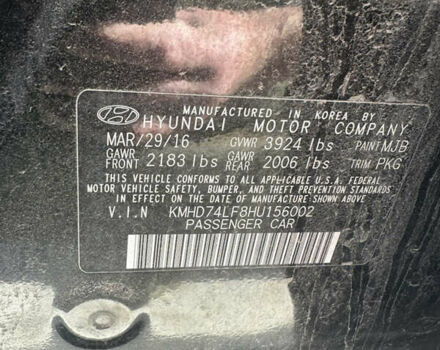 MANUFACTURED IN KOREA BY
HYUNDAI MOTOR COMPANY
MAR/29/16 GVWR 3924 lbs PAINT MJB
GAWR FRONT 2183 lbs GAWR REAR 2006 lbs TRIM PKG
THIS VEHICLE CONFORMS TO ALL APPLICABLE U.S.A. FEDERAL
MOTOR VEHICLE SAFETY, BUMPER, AND THEFT PREVENTION STANDARDS
IN EFFECT ON THE DATE OF MANUFACTURE SHOWN ABOVE.
V.I.N KMHD74LF8HU156002
PASSENGER CAR